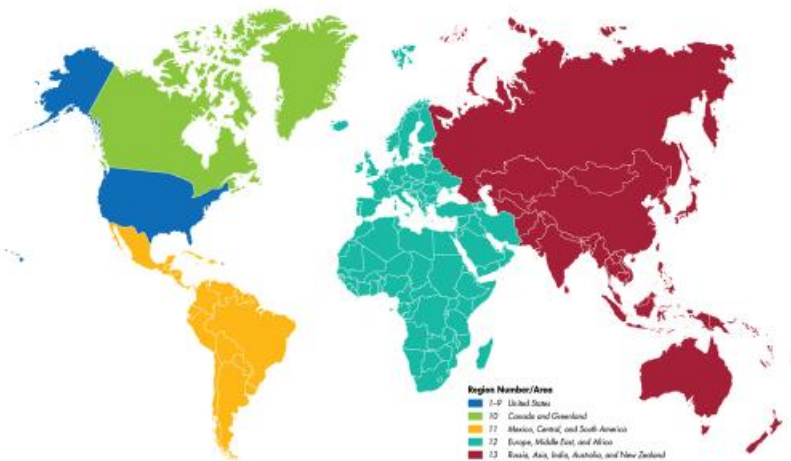 Region Number/Area
1–9 United States
10 Canada and Greenland
11 Mexico, Central, and South America
12 Europe, Middle East, and Africa
13 Russia, Asia, India, Australia, and New Zealand